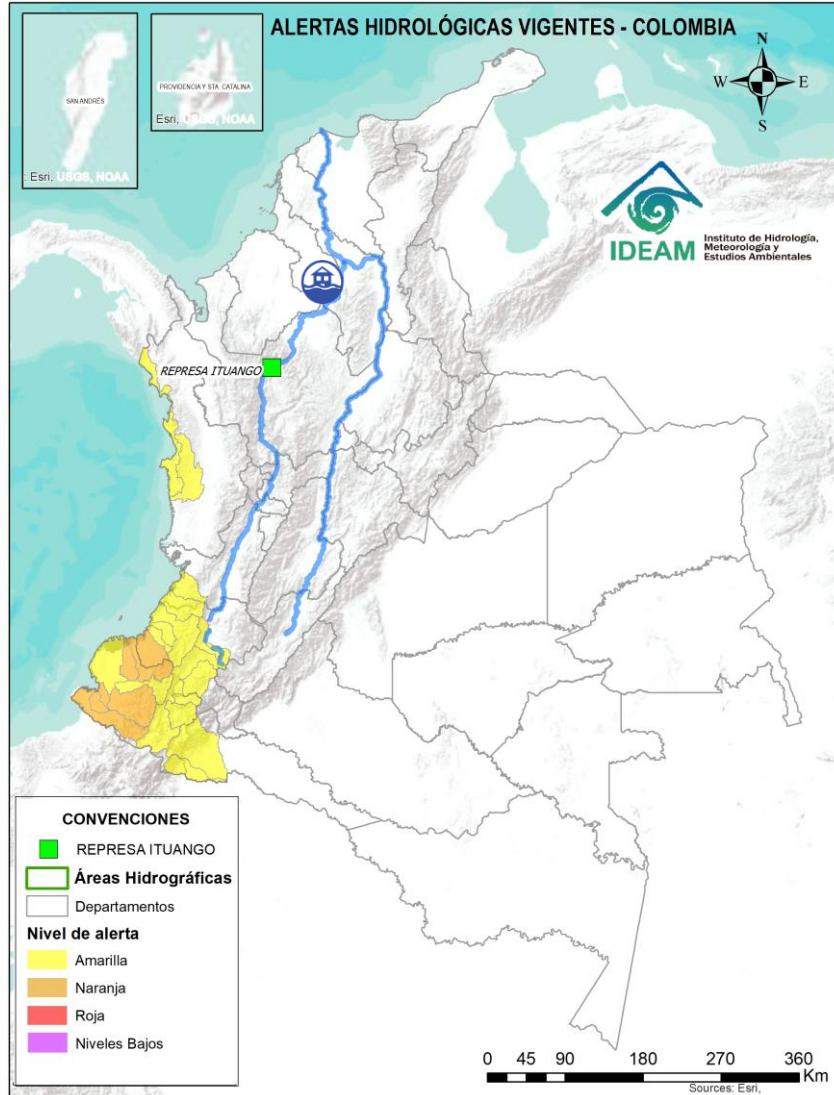 ALERTAS HIDROLÓGICAS VIGENTES - COLOMBIA
SAN ANDRÉS
Esri, USGS, NOAA
PROVIDENCIA Y STA. CATALINA
Esri, USGS, NOAA
N
W E
S
IDEAM
Instituto de Hidrología,
Meteorología y
Estudios Ambientales
REPRESA ITUANGO
CONVENCIONES
REPRESA ITUANGO
Áreas Hidrográficas
Departamentos
Nivel de alerta
Amarilla
Naranja
Roja
Niveles Bajos
0 45 90 180 270 360
Km
Sources: Esri,